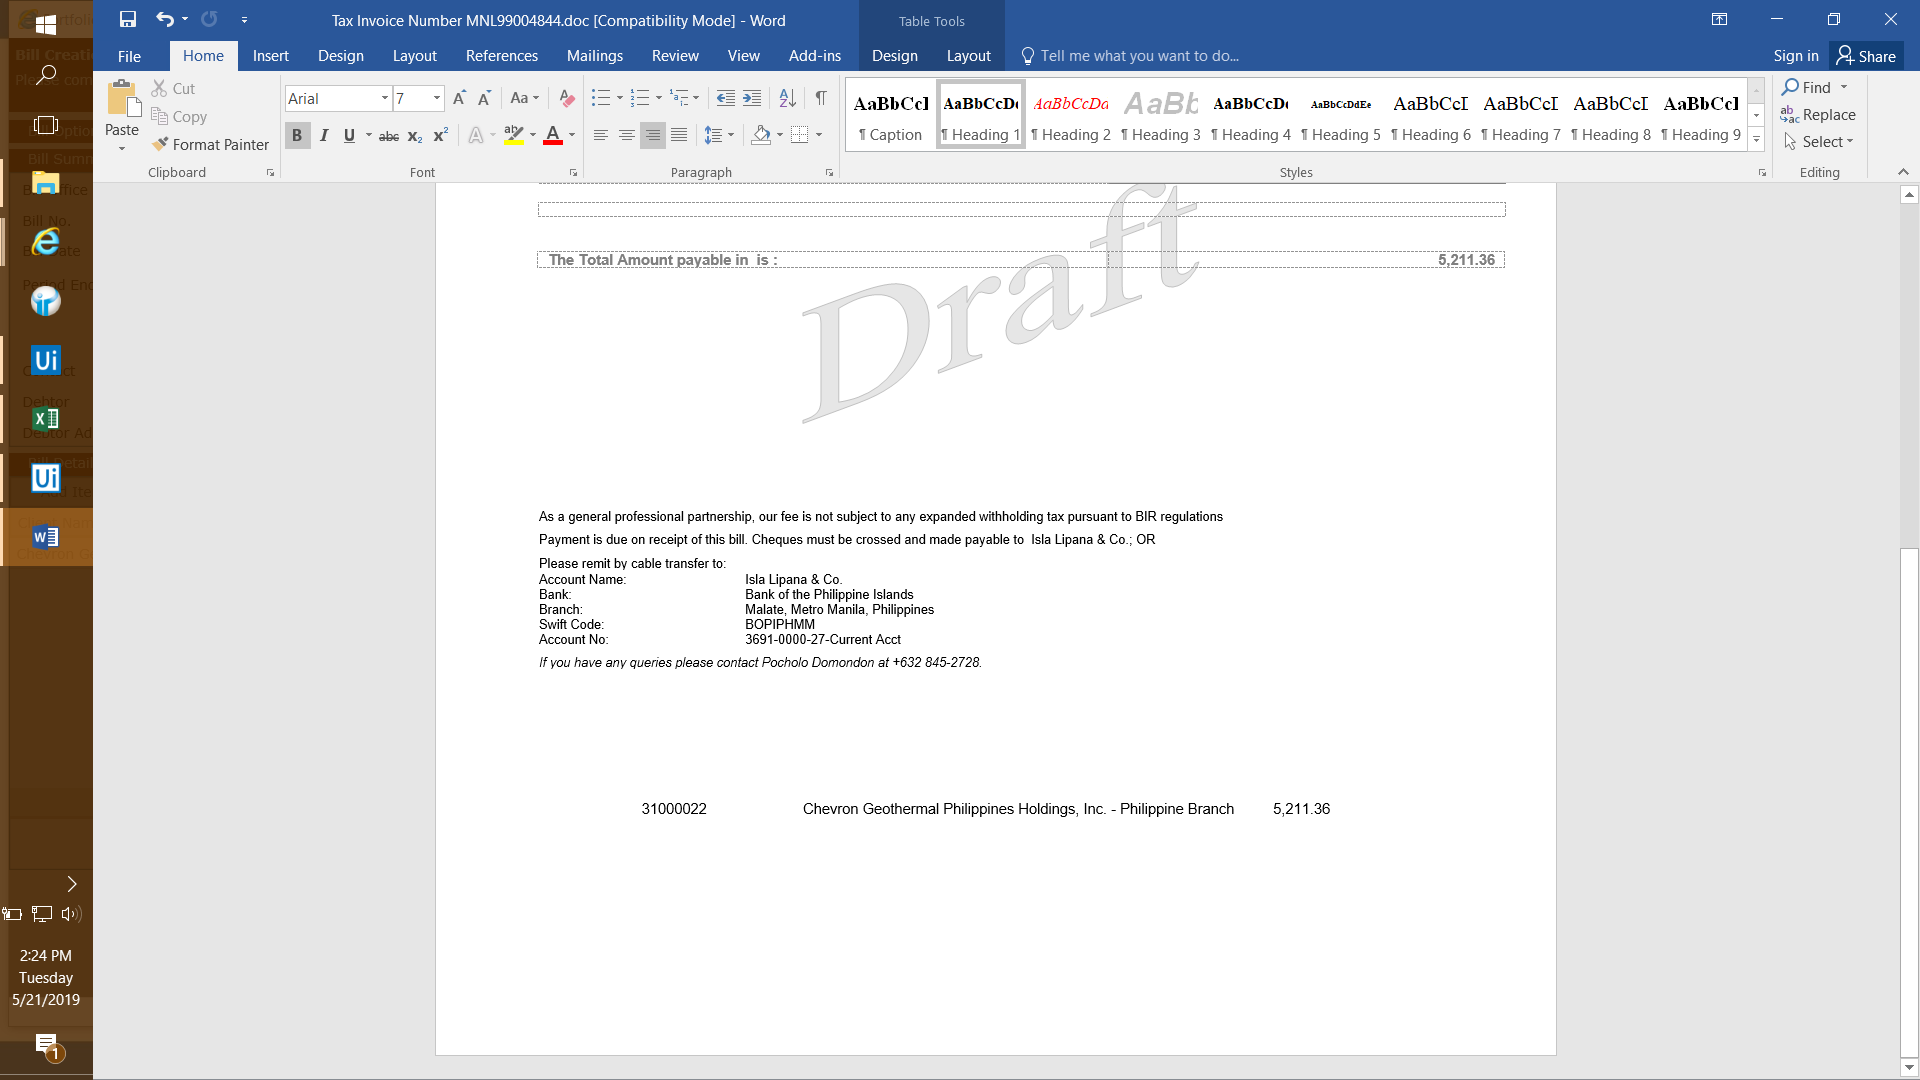 Tax Invoice Number MNL99004844.doc [Compatibility Mode] - Word
Table Tools
File Home Insert Design Layout References Mailings Review View Add-ins Design Layout Tell me what you want to do... Sign in Share
Paste
Cut
Copy
Format Painter
Clipboard
Arial 7
Font
Paragraph
AaBbCcI AaBbCcDc AaBbCcDa AaBb AaBbCcDc AaBbCcDdEe AaBbCcI AaBbCcI AaBbCcI AaBbCcI
¶ Caption ¶ Heading 1 ¶ Heading 2 ¶ Heading 3 ¶ Heading 4 ¶ Heading 5 ¶ Heading 6 ¶ Heading 7 ¶ Heading 8 ¶ Heading 9
Styles
Find
Replace
Select
Editing
Draft
The Total Amount payable in is : 5,211.36
As a general professional partnership, our fee is not subject to any expanded withholding tax pursuant to BIR regulations
Payment is due on receipt of this bill. Cheques must be crossed and made payable to Isla Lipana & Co.; OR
Please remit by cable transfer to:
Account Name: Isla Lipana & Co.
Bank: Bank of the Philippine Islands
Branch: Malate, Metro Manila, Philippines
Swift Code: BOPIPHMM
Account No: 3691-0000-27-Current Acct
If you have any queries please contact Pocholo Domondon at +632 845-2728.
31000022 Chevron Geothermal Philippines Holdings, Inc. - Philippine Branch 5,211.36
Bill No.
Debtor
2:24 PM
Tuesday
5/21/2019
1